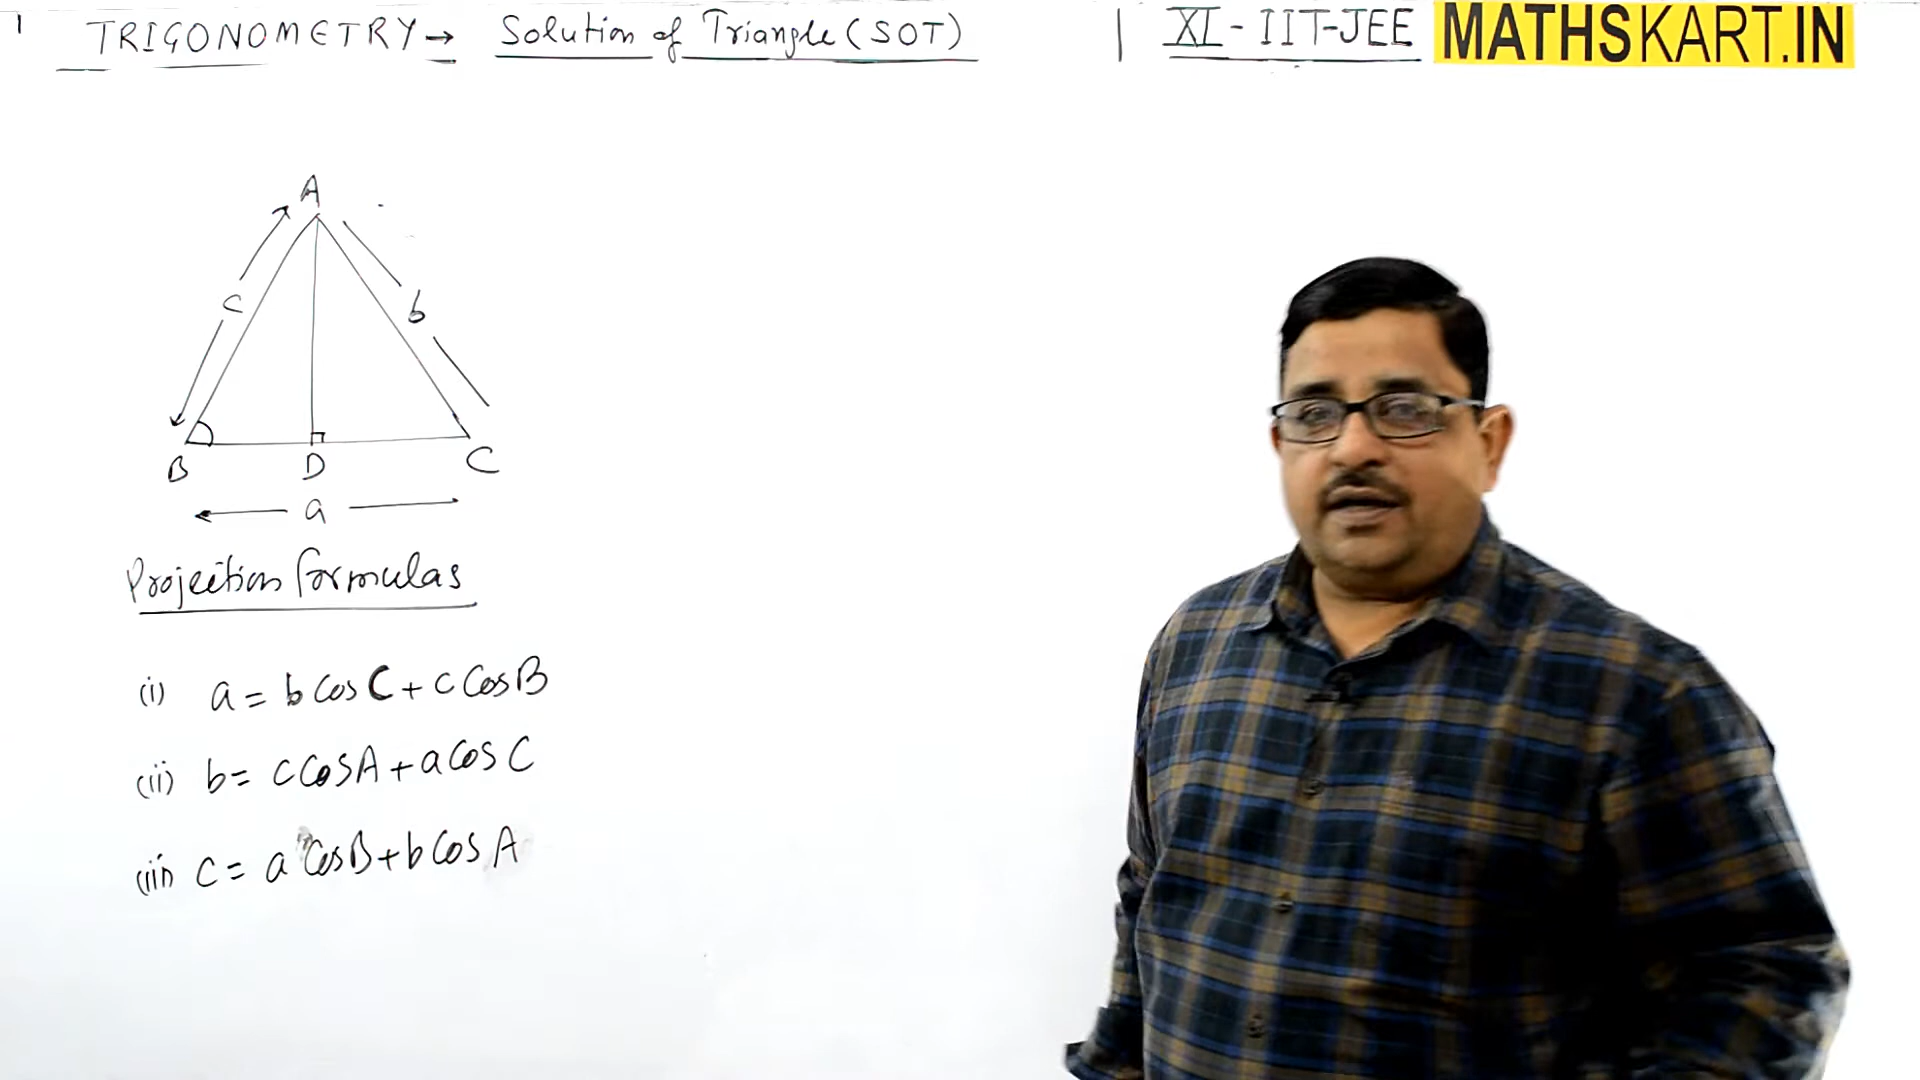 1 TRIGONOMETRY → Solution of Triangle (SOT) | XI - IIT-JEE MATHSKART.IN
A
c
b
B D C
a
Projection formulas
(i) a = b Cos C + c Cos B
(ii) b = c Cos A + a Cos C
(iii) c = a Cos B + b Cos A